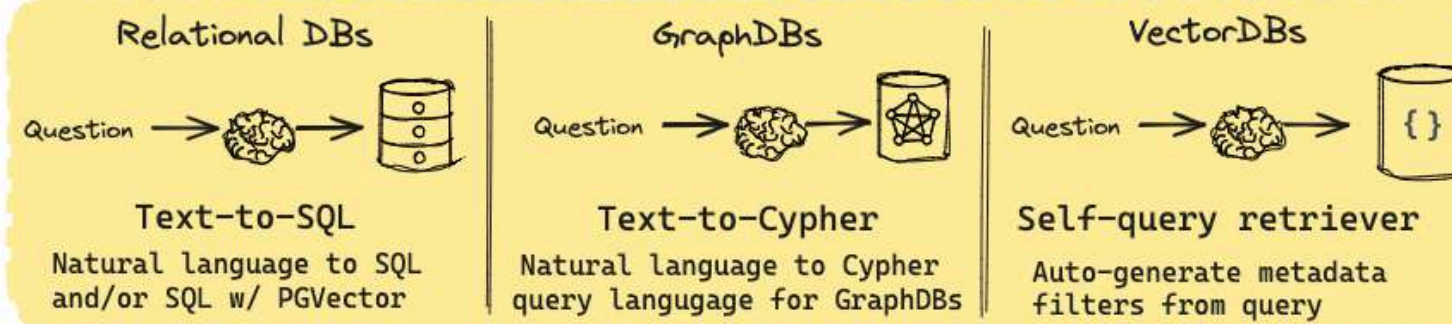 Relational DBs
Question
Text-to-SQL
Natural language to SQL
and/or SQL w/ PGVector
GraphDBs
Question
Text-to-Cypher
Natural language to Cypher
query langugage for GraphDBs
VectorDBs
Question
{}
Self-query retriever
Auto-generate metadata
filters from query